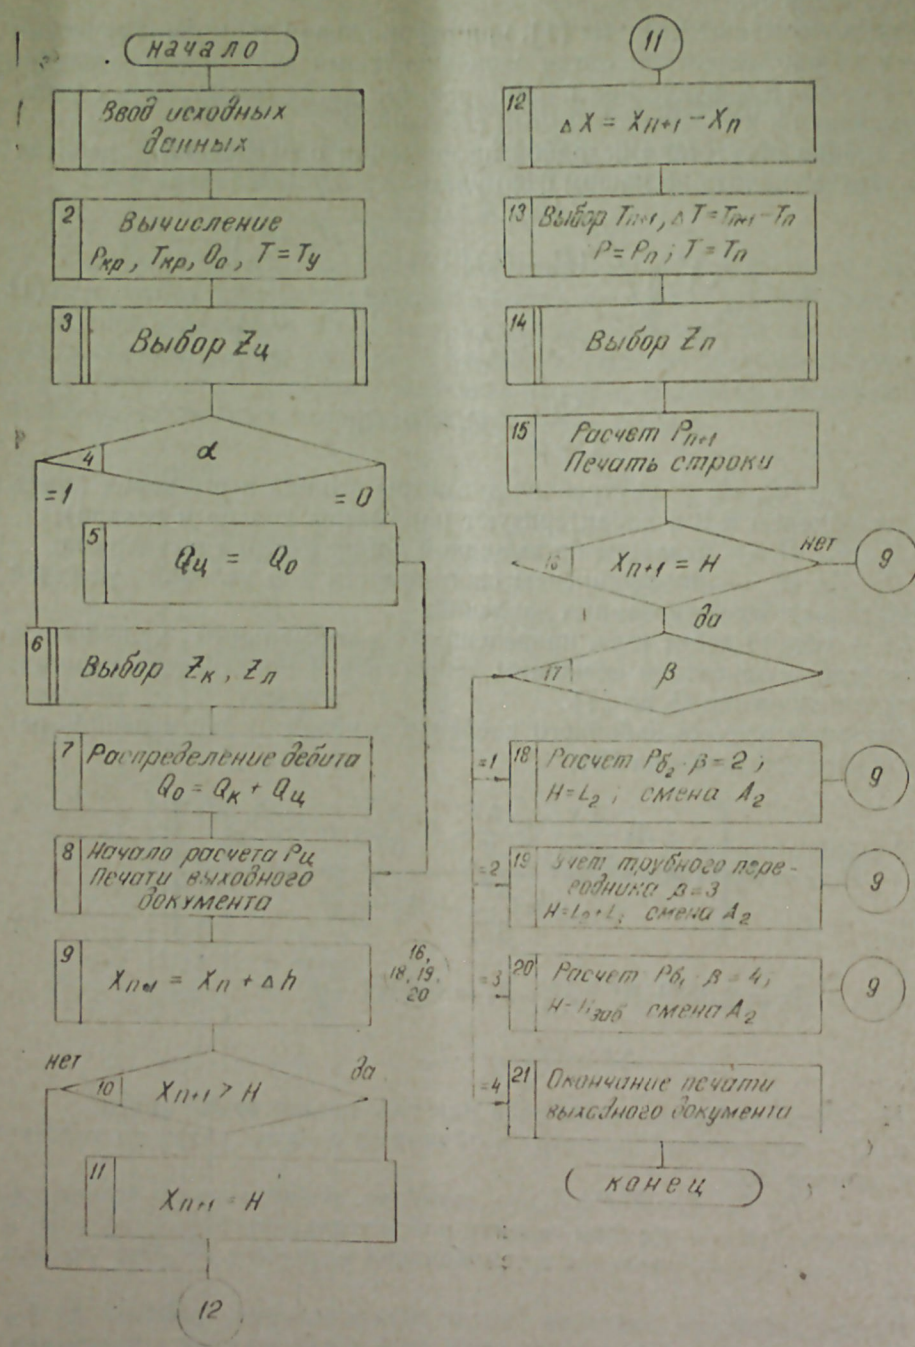 начало
Ввод исходных
данных
2
Вычисление
Pкр, Tкр, Q₀, T = Tу
3
Выбор Zц
4
α
=1
=0
5
Qц = Q₀
6
Выбор Zк, Zл
7
Распределение дебита
Q₀ = Qк + Qц
8
Начало расчета Pц
Печати выходного
документа
9
Xn+1 = Xn + Δh
16,
18, 19,
20
нет
да
10
Xn+1 > H
11
Xn+1 = H
12
11
12
ΔX = Xn+1 − Xn
13
Выбор Tn+1, ΔT = Tn+1 − Tn
P = Pn; T = Tn
14
Выбор Zn
15
Расчет Pn+1
Печать строки
16
Xn+1 = H
нет
9
да
17
β
=1
18
Расчет Pб₂ · β = 2;
H = L₂; смена A₂
9
=2
19
Учет трубного пере-
водника β = 3
смена A₂
9
=3
20
Расчет Pб₁ · β = 4;
H = Hзаб смена A₂
9
=4
21
Окончание печати
выходного документа
конец